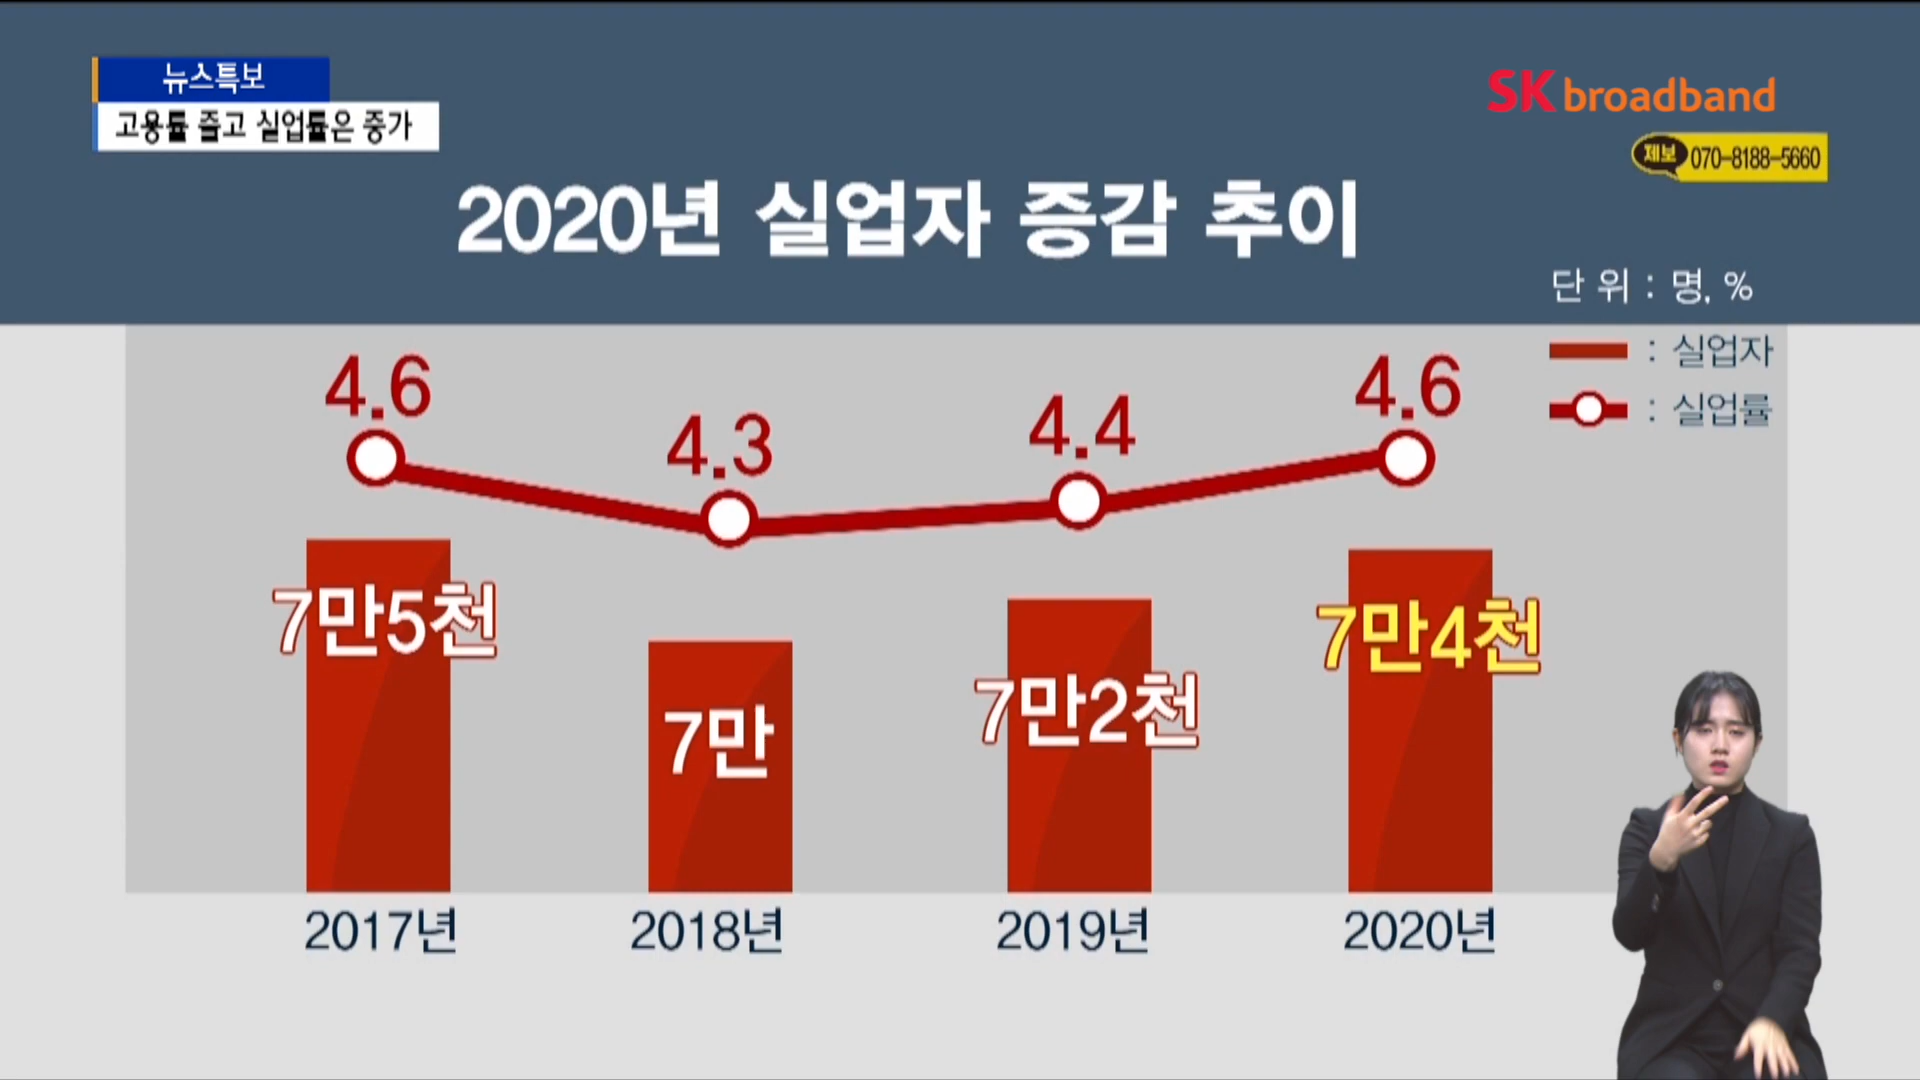 뉴스특보
고용률 줄고 실업률은 증가
SK broadband
제보 070-8188-5660
2020년 실업자 증감 추이
단 위 : 명, %
: 실업자
: 실업률
4.6
4.3
4.4
4.6
7만5천
7만
7만2천
7만4천
2017년
2018년
2019년
2020년